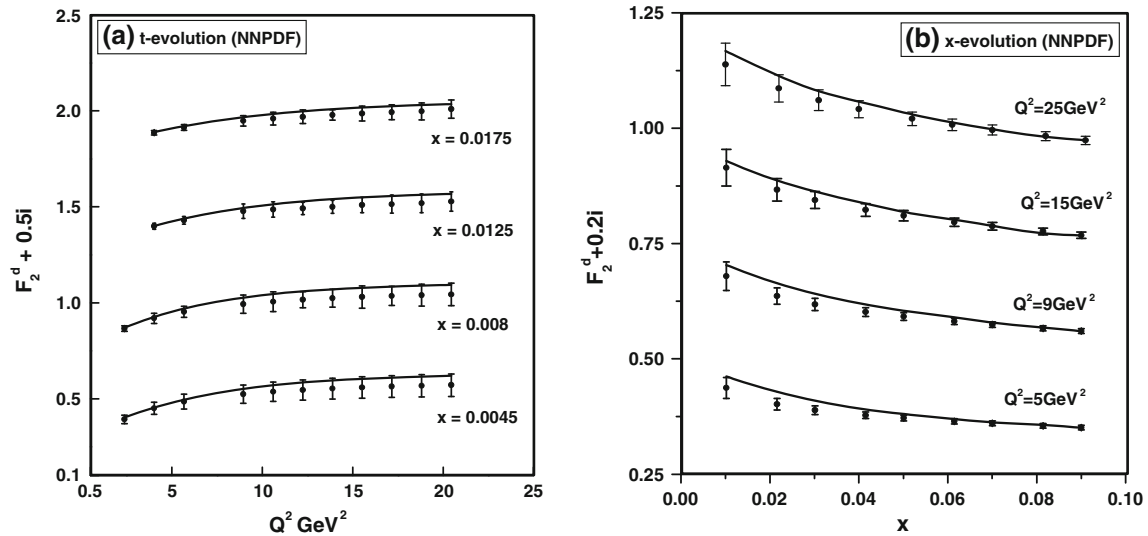 (a) t-evolution (NNPDF)
2.5
2.0
1.5
1.0
0.5
0.1
F₂ᵈ + 0.5i
x = 0.0175
x = 0.0125
x = 0.008
x = 0.0045
0.5 5 10 15 20 25
Q² GeV²
(b) x-evolution (NNPDF)
1.25
1.00
0.75
0.50
0.25
F₂ᵈ+0.2i
Q²=25GeV²
Q²=15GeV²
Q²=9GeV²
Q²=5GeV²
0.00 0.02 0.04 0.06 0.08 0.10
x